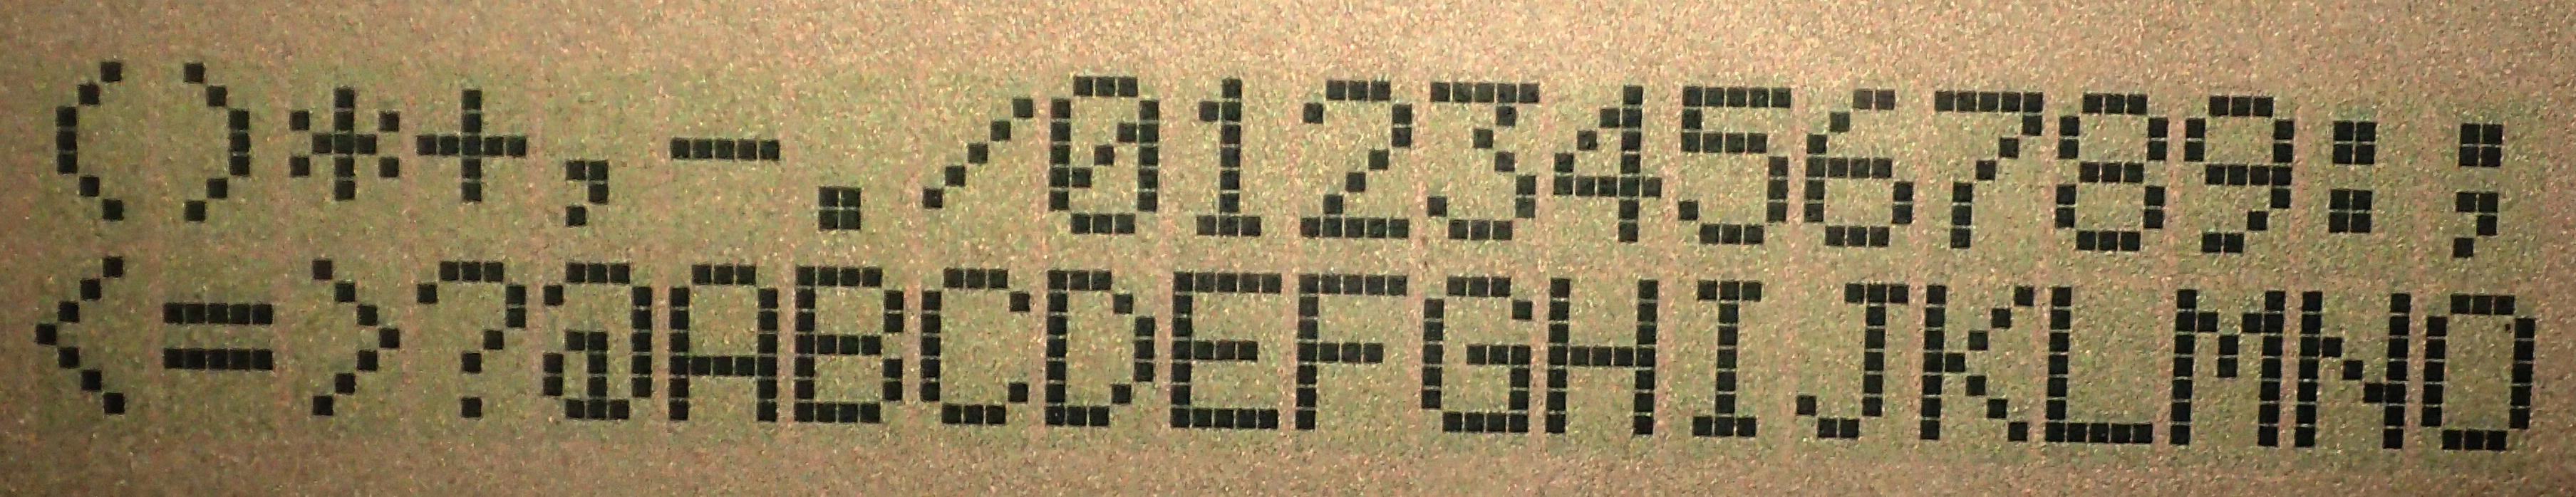 ()*+,-./0123456789:;
<=>?@ABCDEFGHIJKLMNO